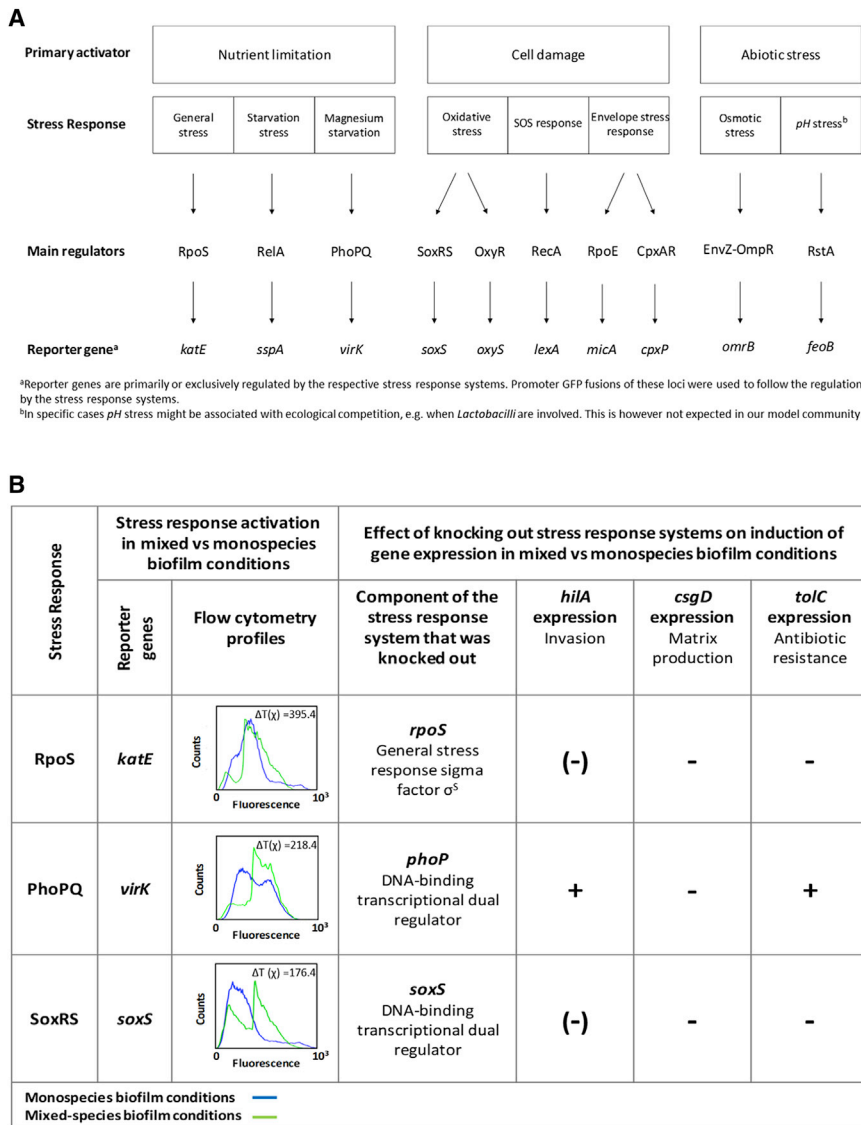 A
Primary activator
Nutrient limitation
Cell damage
Abiotic stress
Stress Response
General stress
Starvation stress
Magnesium starvation
Oxidative stress
SOS response
Envelope stress response
Osmotic stress
pH stressᵇ
Main regulators
RpoS RelA PhoPQ SoxRS OxyR RecA RpoE CpxAR EnvZ-OmpR RstA
Reporter geneᵃ
katE sspA virK soxS oxyS lexA micA cpxP omrB feoB
ᵃReporter genes are primarily or exclusively regulated by the respective stress response systems. Promoter GFP fusions of these loci were used to follow the regulation
by the stress response systems.
ᵇIn specific cases pH stress might be associated with ecological competition, e.g. when Lactobacilli are involved. This is however not expected in our model community
B
Stress Response
Stress response activation
in mixed vs monospecies
biofilm conditions
Effect of knocking out stress response systems on induction of
gene expression in mixed vs monospecies biofilm conditions
Reporter
genes
Flow cytometry
profiles
Component of the
stress response
system that was
knocked out
hilA
expression
Invasion
csgD
expression
Matrix
production
tolC
expression
Antibiotic
resistance
RpoS
katE
ΔT(χ) =395.4
Counts
0 10³
Fluorescence
rpoS
General stress
response sigma
factor σˢ
(-)
-
-
PhoPQ
virK
ΔT(χ) =218.4
Counts
0 10³
Fluorescence
phoP
DNA-binding
transcriptional dual
regulator
+
-
+
SoxRS
soxS
ΔT (χ) =176.4
Counts
0 10³
Fluorescence
soxS
DNA-binding
transcriptional dual
regulator
(-)
-
-
Monospecies biofilm conditions
Mixed-species biofilm conditions